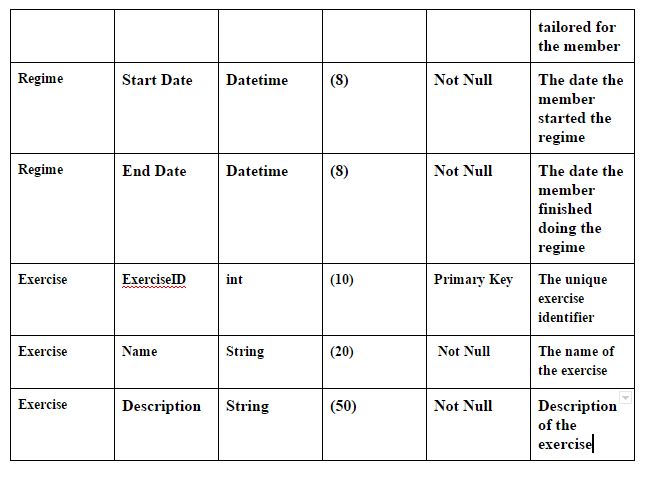 tailored for
the member
Regime Start Date Datetime (8) Not Null The date the
member
started the
regime
Regime End Date Datetime (8) Not Null The date the
member
finished
doing the
regime
Exercise ExerciseID int (10) Primary Key The unique
exercise
identifier
Exercise Name String (20) Not Null The name of
the exercise
Exercise Description String (50) Not Null Description
of the
exercise